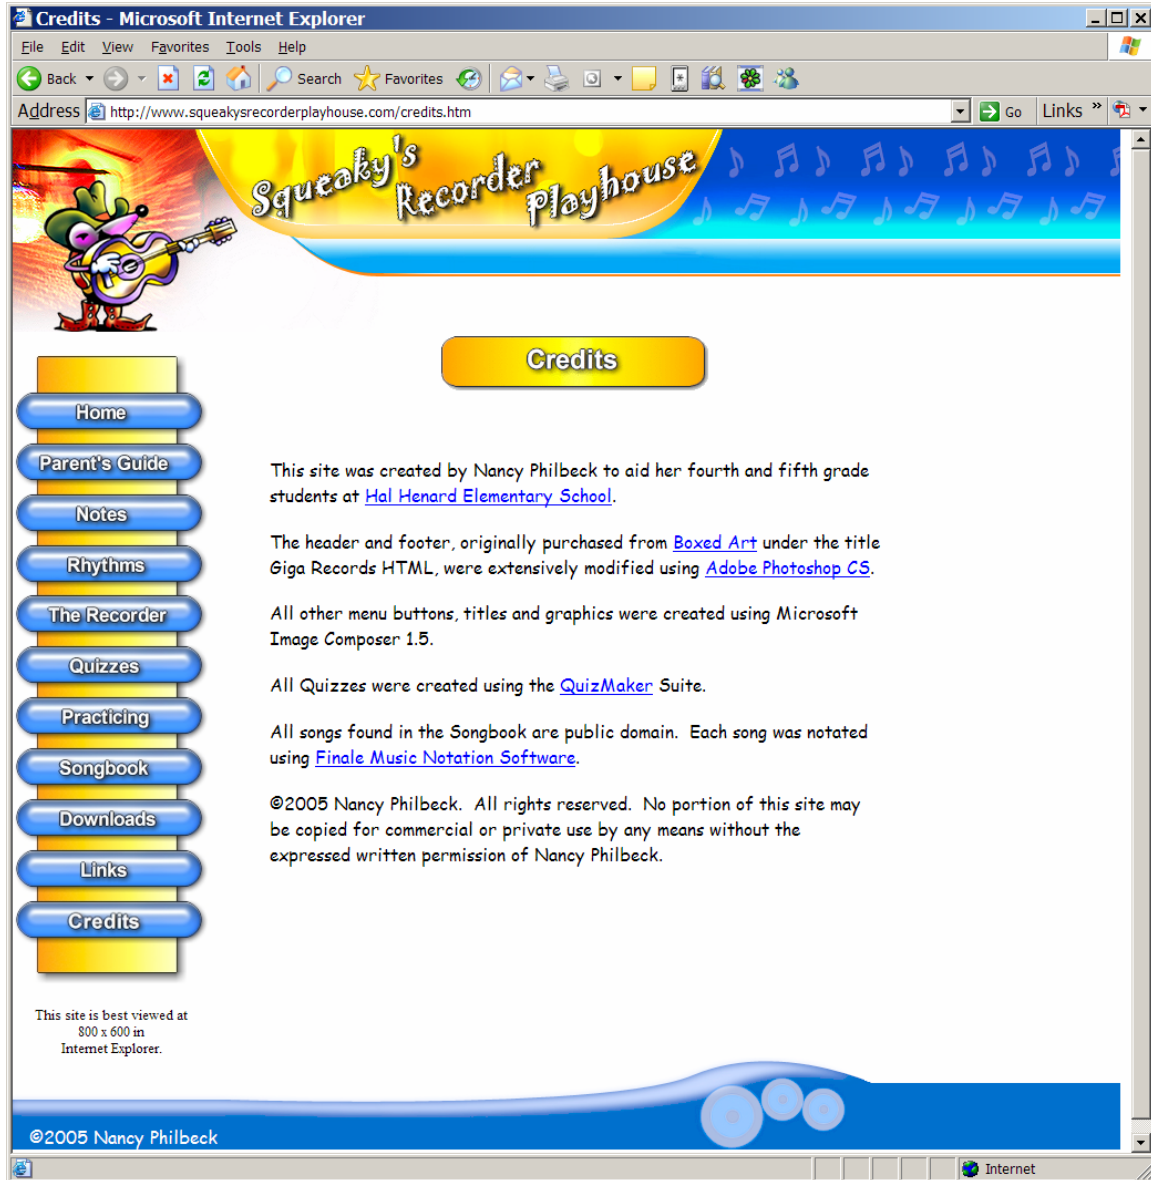 Credits - Microsoft Internet Explorer
File Edit View Favorites Tools Help
Back Search Favorites
Address http://www.squeakysrecorderplayhouse.com/credits.htm Go Links »
Squeaky's Recorder Playhouse
Credits
Home
Parent's Guide
Notes
Rhythms
The Recorder
Quizzes
Practicing
Songbook
Downloads
Links
Credits
This site is best viewed at
800 x 600 in
Internet Explorer.
This site was created by Nancy Philbeck to aid her fourth and fifth grade
students at Hal Henard Elementary School.
The header and footer, originally purchased from Boxed Art under the title
Giga Records HTML, were extensively modified using Adobe Photoshop CS.
All other menu buttons, titles and graphics were created using Microsoft
Image Composer 1.5.
All Quizzes were created using the QuizMaker Suite.
All songs found in the Songbook are public domain. Each song was notated
using Finale Music Notation Software.
©2005 Nancy Philbeck. All rights reserved. No portion of this site may
be copied for commercial or private use by any means without the
expressed written permission of Nancy Philbeck.
©2005 Nancy Philbeck
Internet